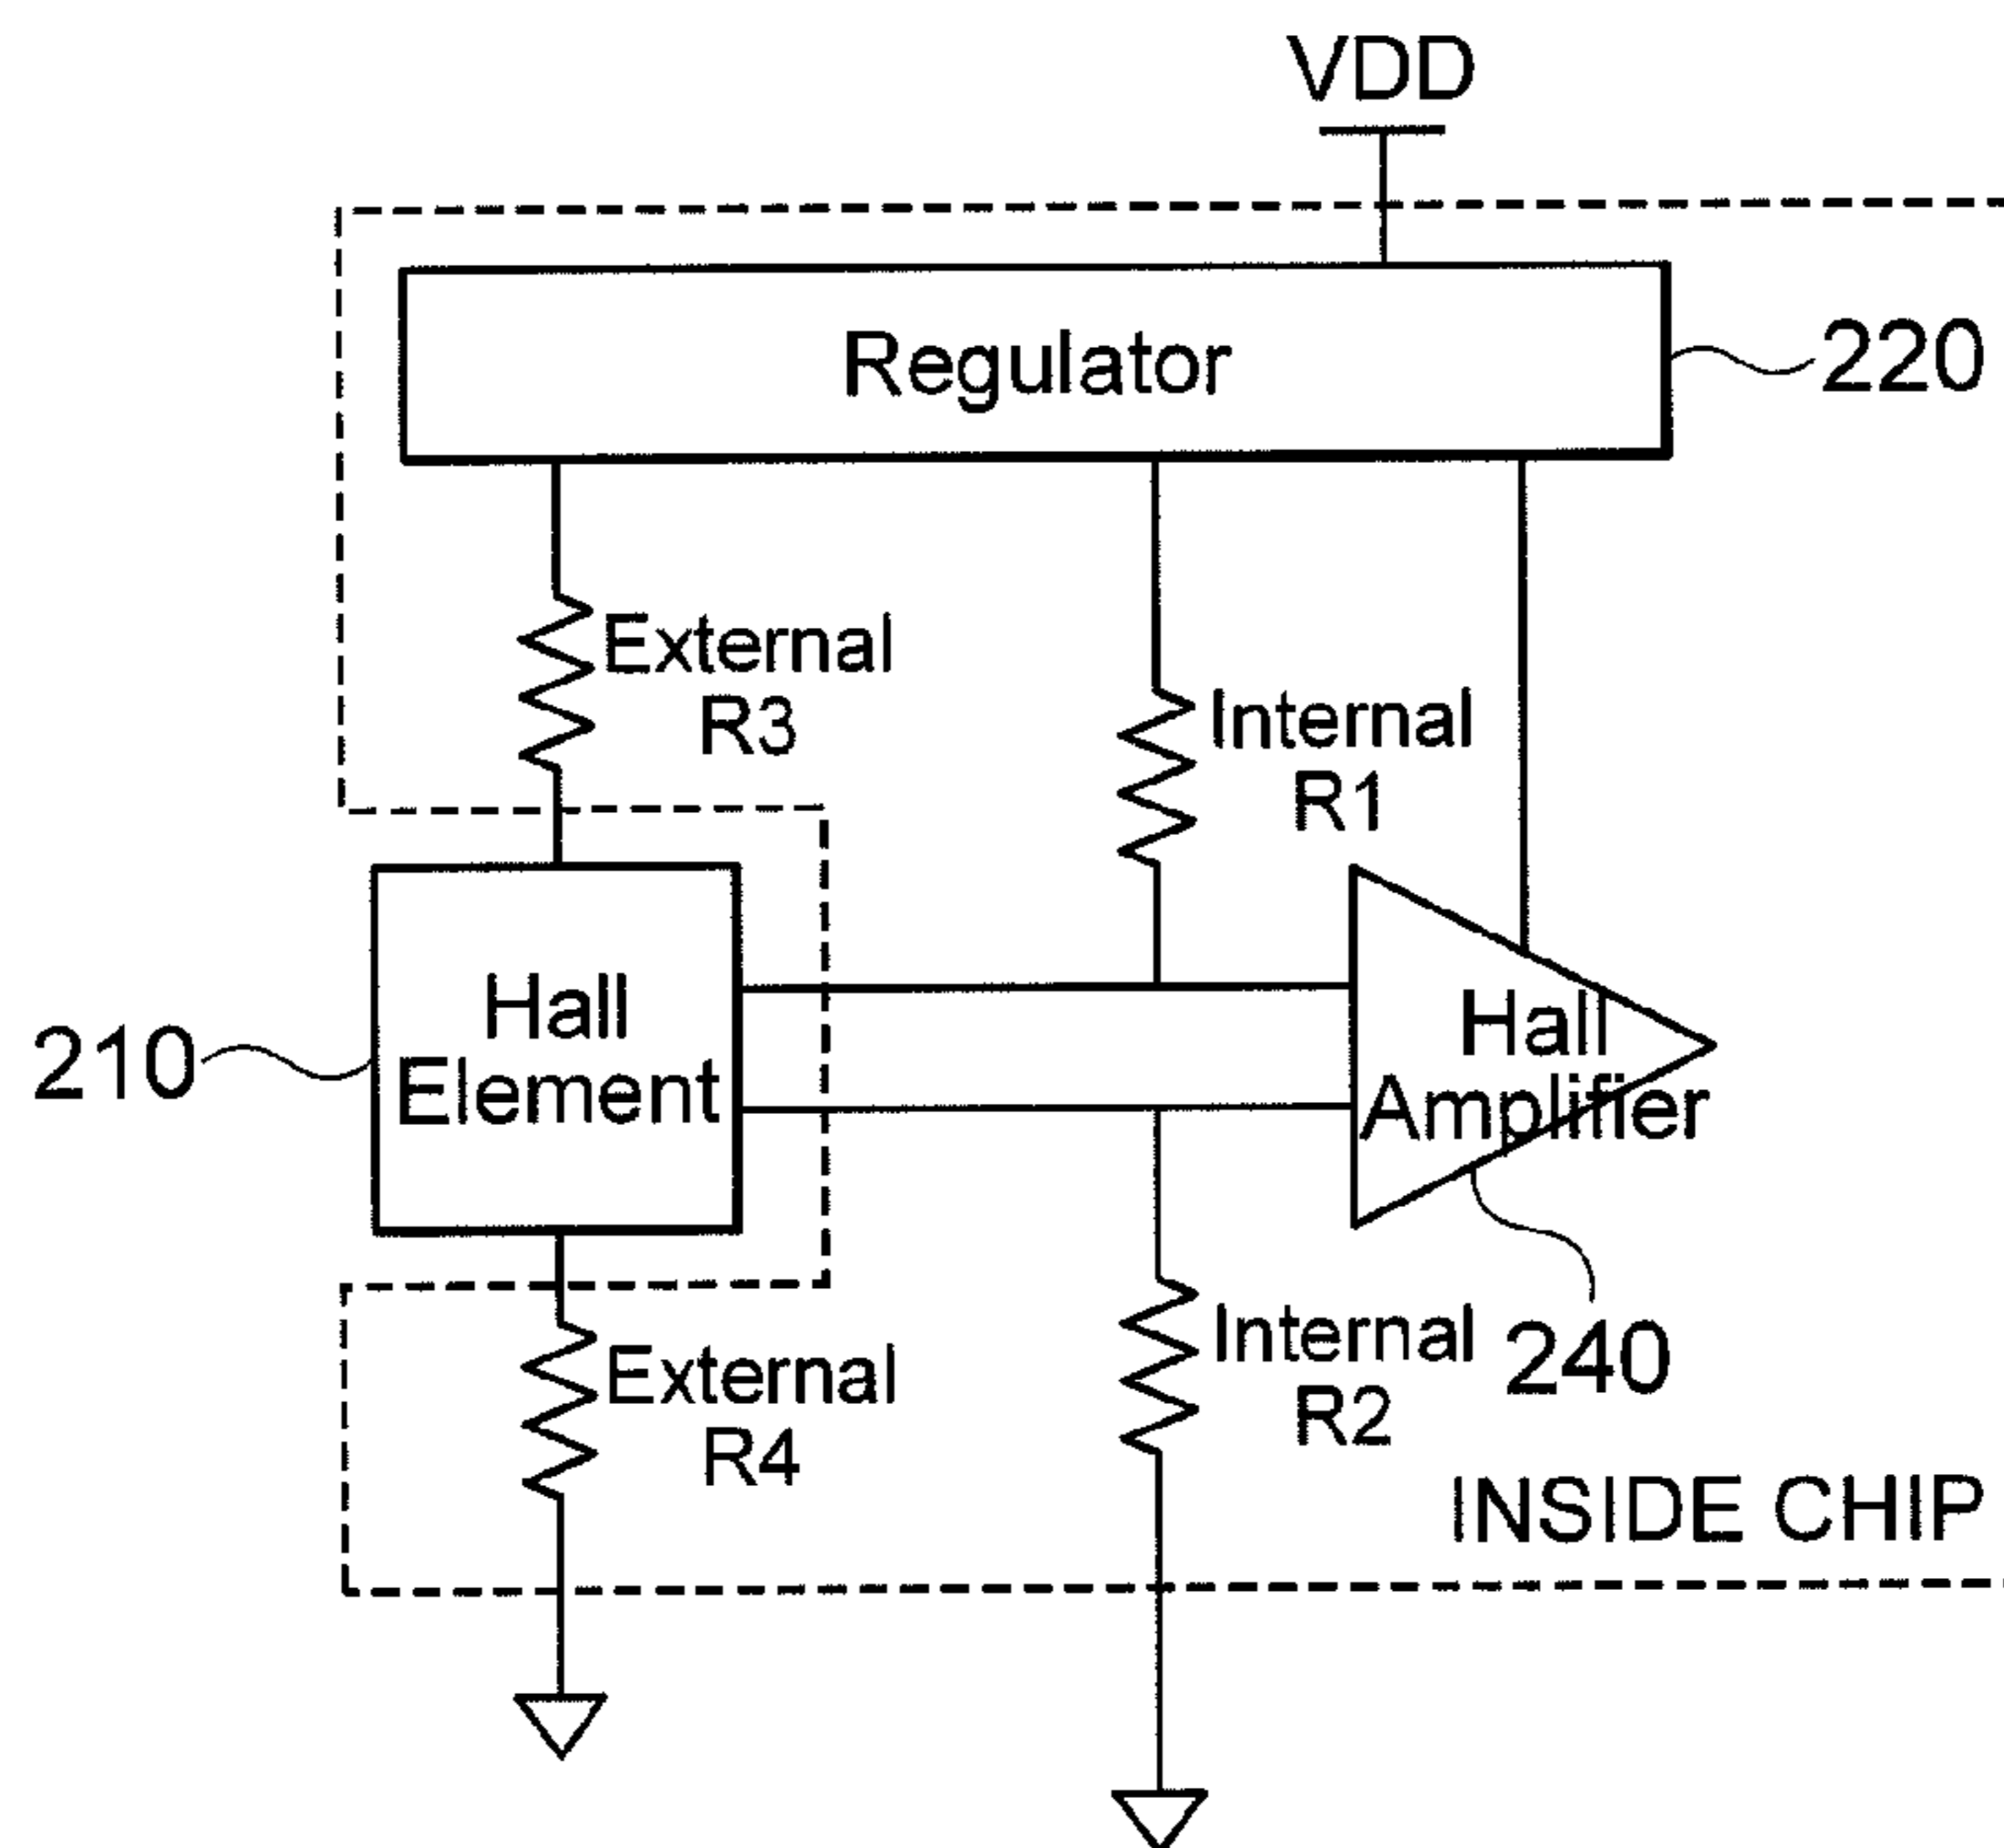 VDD
Regulator
220
External
R3
Internal
R1
Hall
Element
210
Hall
Amplifier
240
External
R4
Internal
R2
INSIDE CHIP